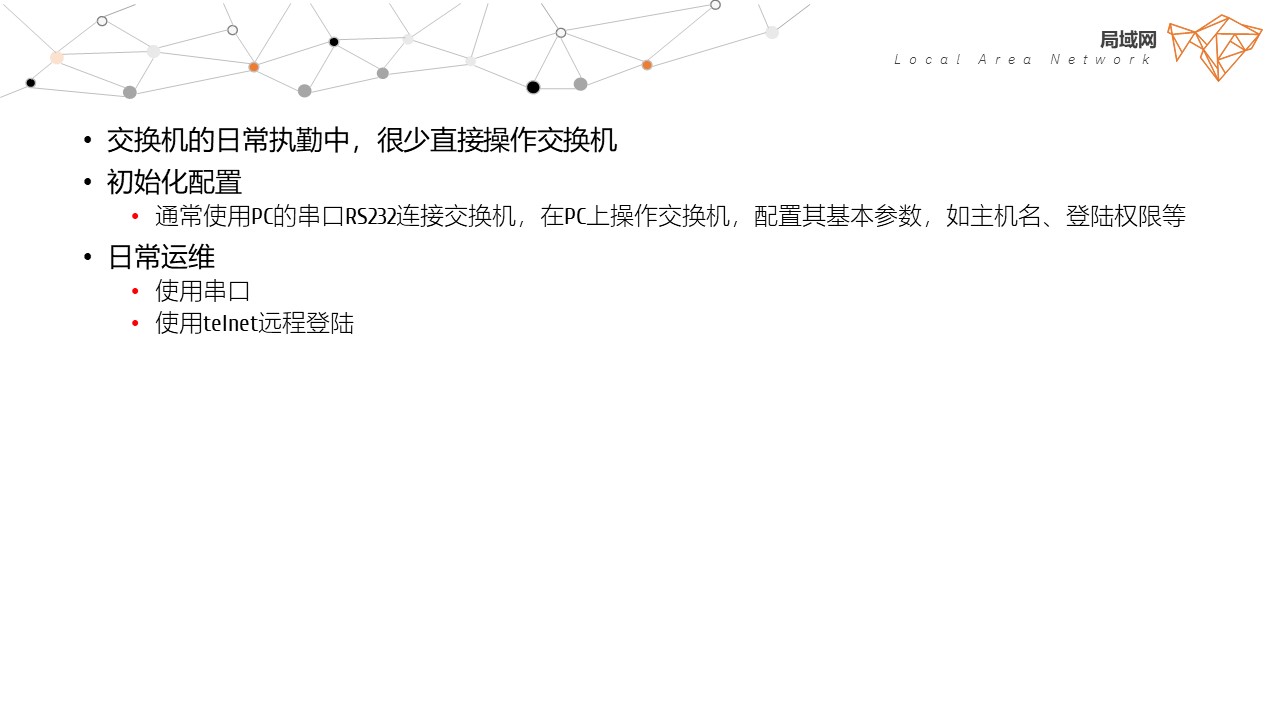 局域网
Local Area Network
• 交换机的日常执勤中，很少直接操作交换机
• 初始化配置
• 通常使用PC的串口RS232连接交换机，在PC上操作交换机，配置其基本参数，如主机名、登陆权限等
• 日常运维
• 使用串口
• 使用telnet远程登陆